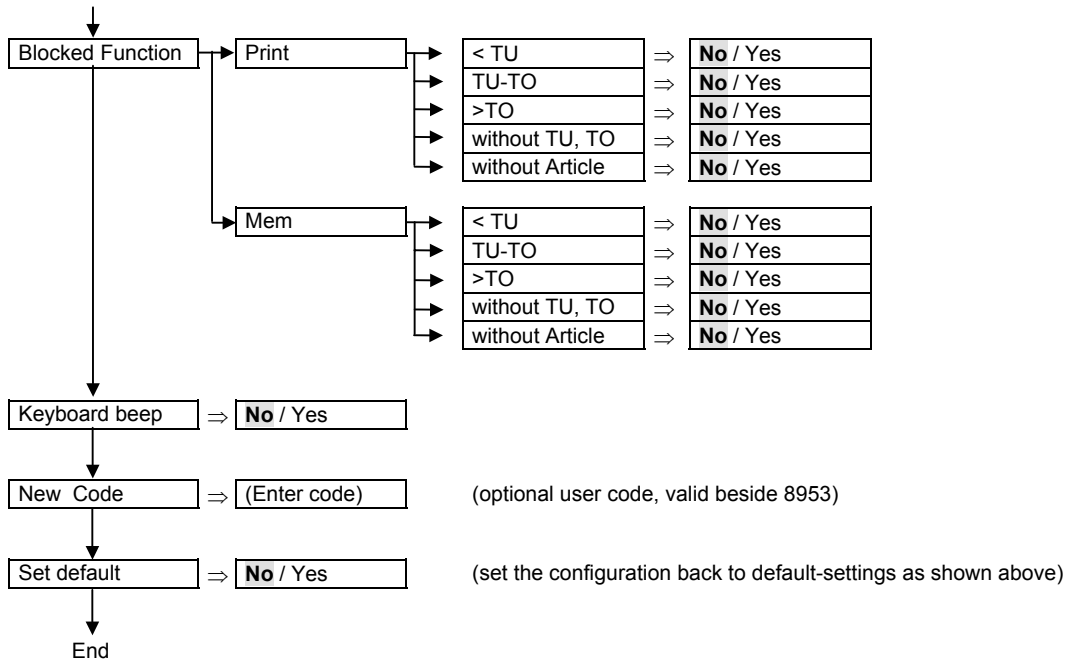 Blocked Function Print < TU ⇒ No / Yes
TU-TO ⇒ No / Yes
>TO ⇒ No / Yes
without TU, TO ⇒ No / Yes
without Article ⇒ No / Yes
Mem < TU ⇒ No / Yes
TU-TO ⇒ No / Yes
>TO ⇒ No / Yes
without TU, TO ⇒ No / Yes
without Article ⇒ No / Yes
Keyboard beep ⇒ No / Yes
New Code ⇒ (Enter code) (optional user code, valid beside 8953)
Set default ⇒ No / Yes (set the configuration back to default-settings as shown above)
End